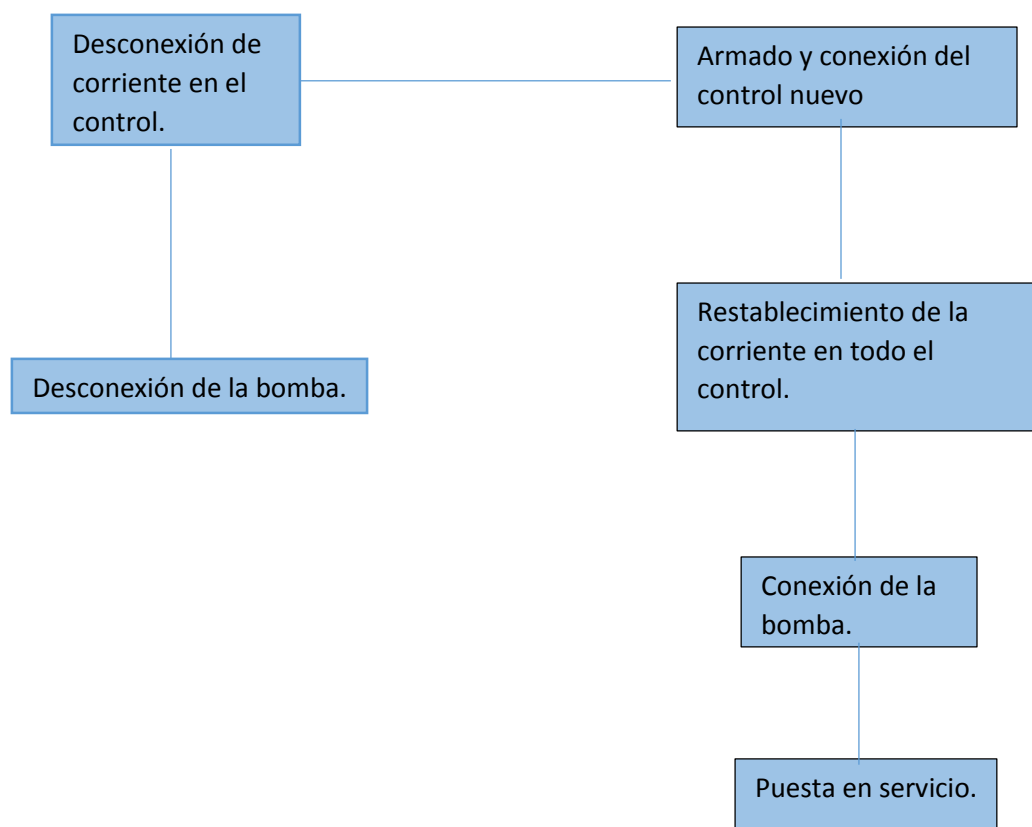 Desconexión de
corriente en el
control.
Armado y conexión del
control nuevo
Restablecimiento de la
corriente en todo el
control.
Desconexión de la bomba.
Conexión de la
bomba.
Puesta en servicio.